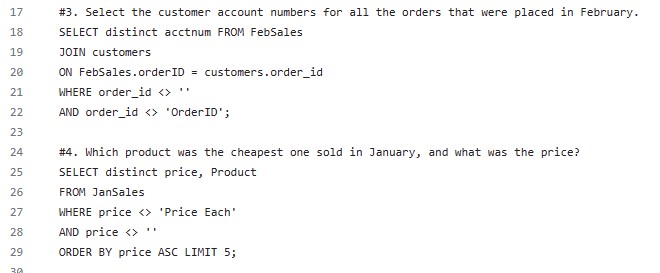 17 #3. Select the customer account numbers for all the orders that were placed in February.
18 SELECT distinct acctnum FROM FebSales
19 JOIN customers
20 ON FebSales.orderID = customers.order_id
21 WHERE order_id <> ''
22 AND order_id <> 'OrderID';
23
24 #4. Which product was the cheapest one sold in January, and what was the price?
25 SELECT distinct price, Product
26 FROM JanSales
27 WHERE price <> 'Price Each'
28 AND price <> ''
29 ORDER BY price ASC LIMIT 5;
30